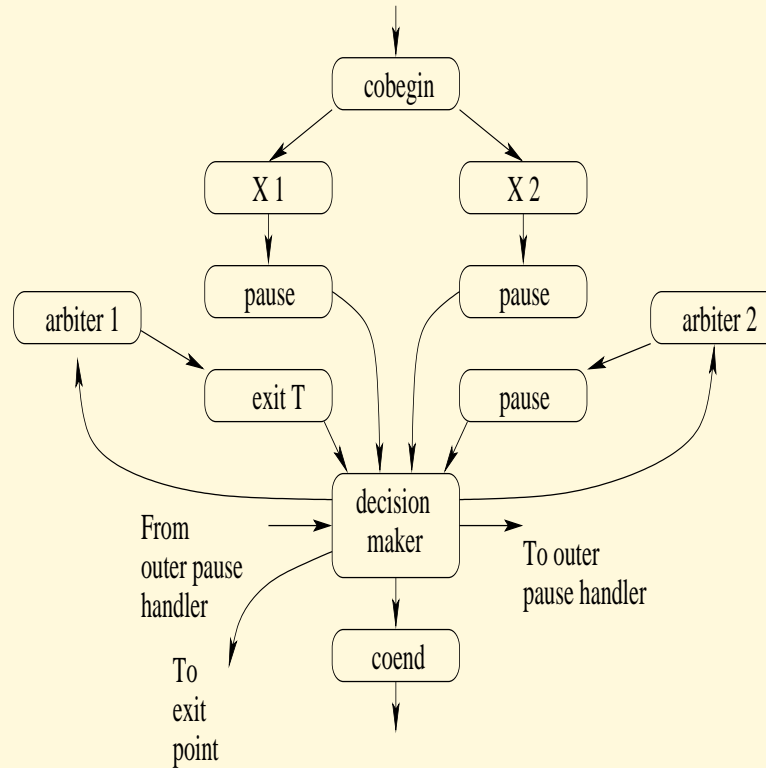 cobegin
X 1
X 2
pause
pause
arbiter 1
arbiter 2
exit T
pause
decision
maker
From
outer pause
handler
To outer
pause handler
coend
To
exit
point